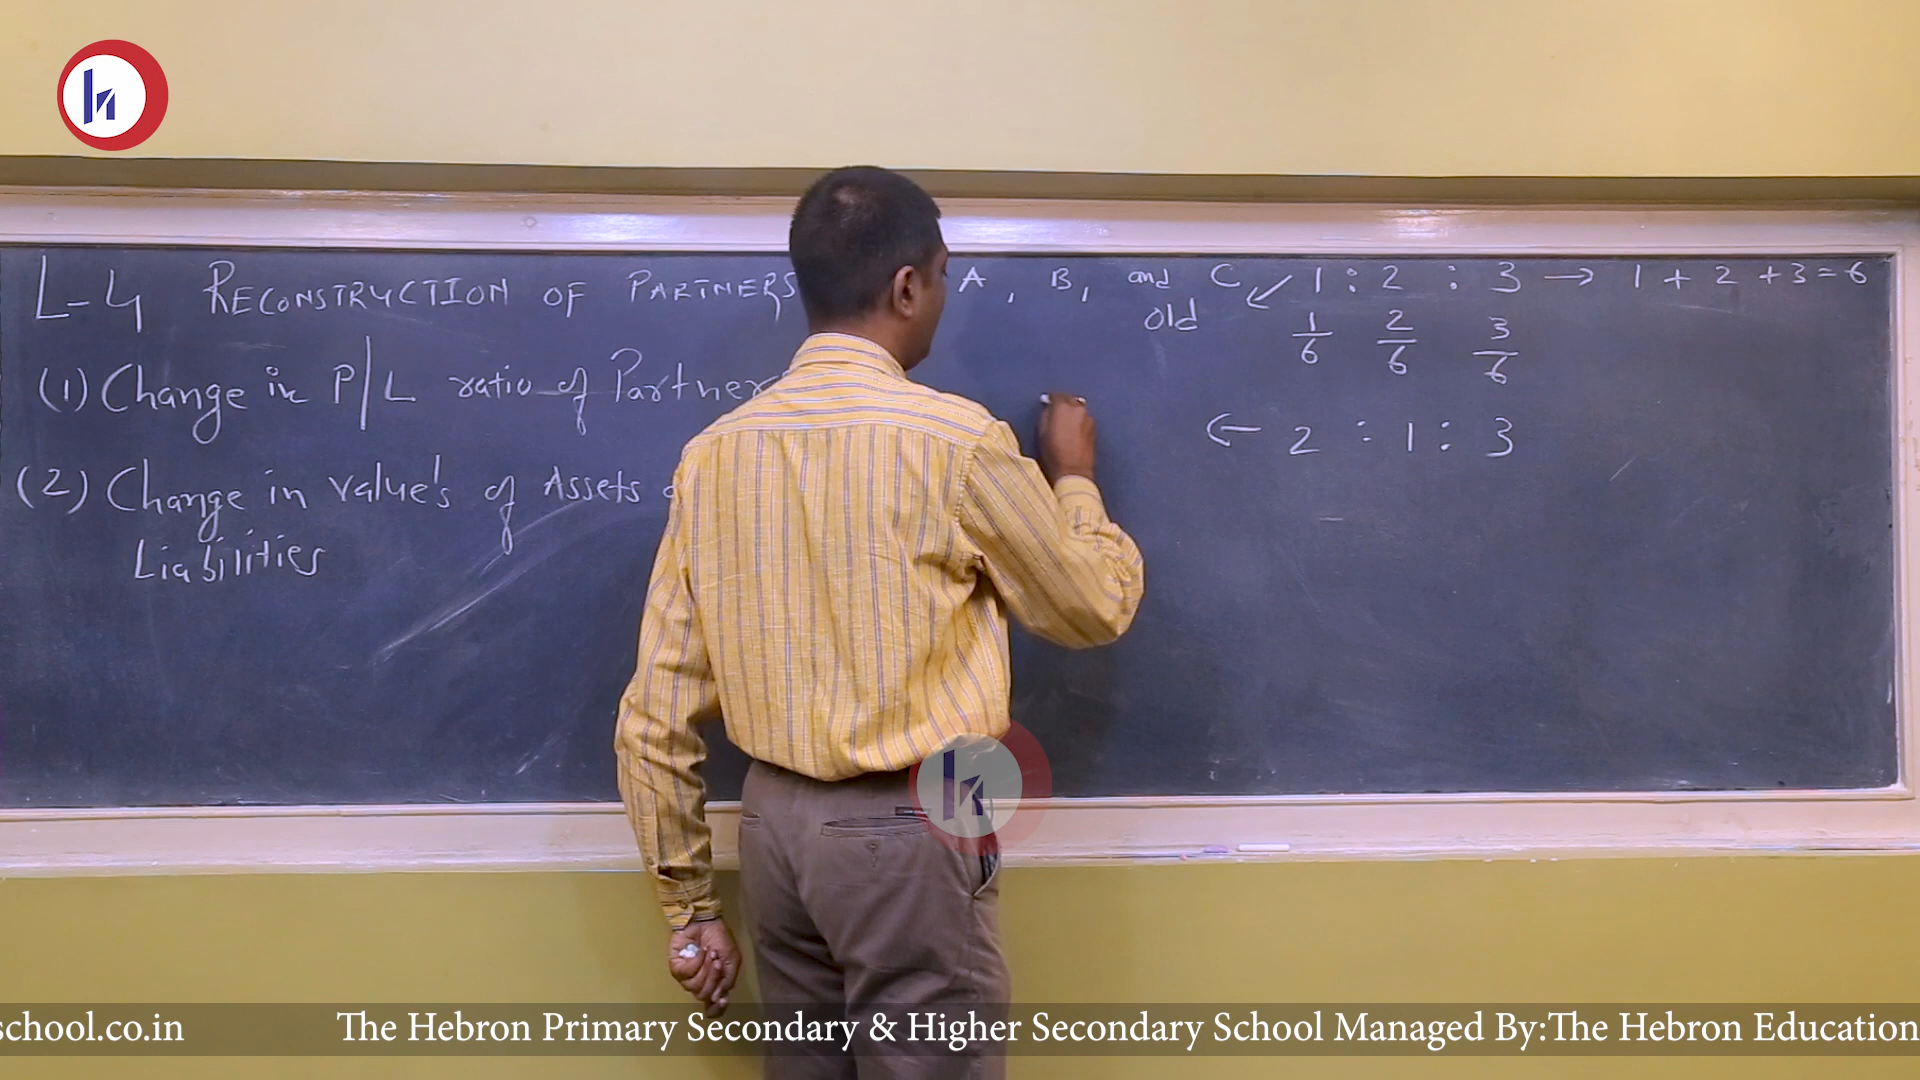 L-4 RECONSTRUCTION OF PARTNERS
(1) Change in P/L ratio of Partner
(2) Change in value's of Assets
Liabilities
A, B, and C ↙ 1 : 2 : 3 → 1 + 2 + 3 = 6
old
1/6 2/6 3/6
← 2 : 1 : 3
school.co.in The Hebron Primary Secondary & Higher Secondary School Managed By:The Hebron Education